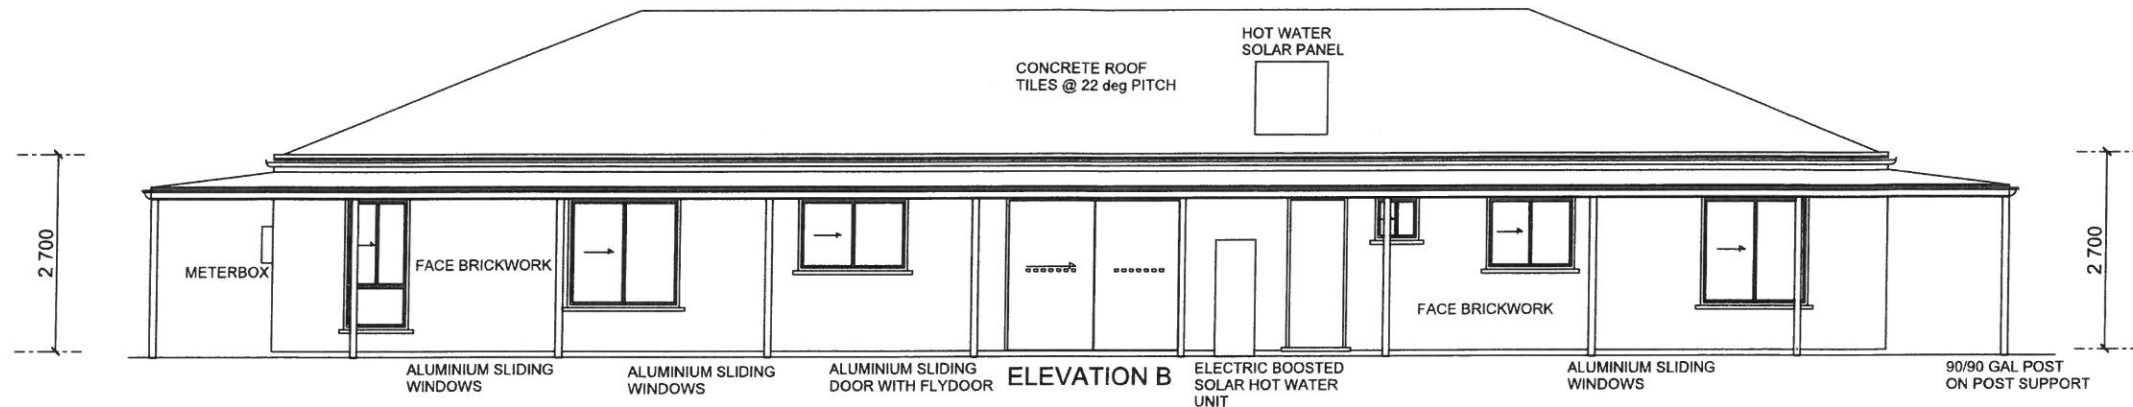 HOT WATER
SOLAR PANEL
CONCRETE ROOF
TILES @ 22 deg PITCH
2 700
METERBOX
FACE BRICKWORK
FACE BRICKWORK
2 700
ALUMINIUM SLIDING
WINDOWS
ALUMINIUM SLIDING
WINDOWS
ALUMINIUM SLIDING
DOOR WITH FLYDOOR
ELEVATION B
ELECTRIC BOOSTED
SOLAR HOT WATER
UNIT
ALUMINIUM SLIDING
WINDOWS
90/90 GAL POST
ON POST SUPPORT